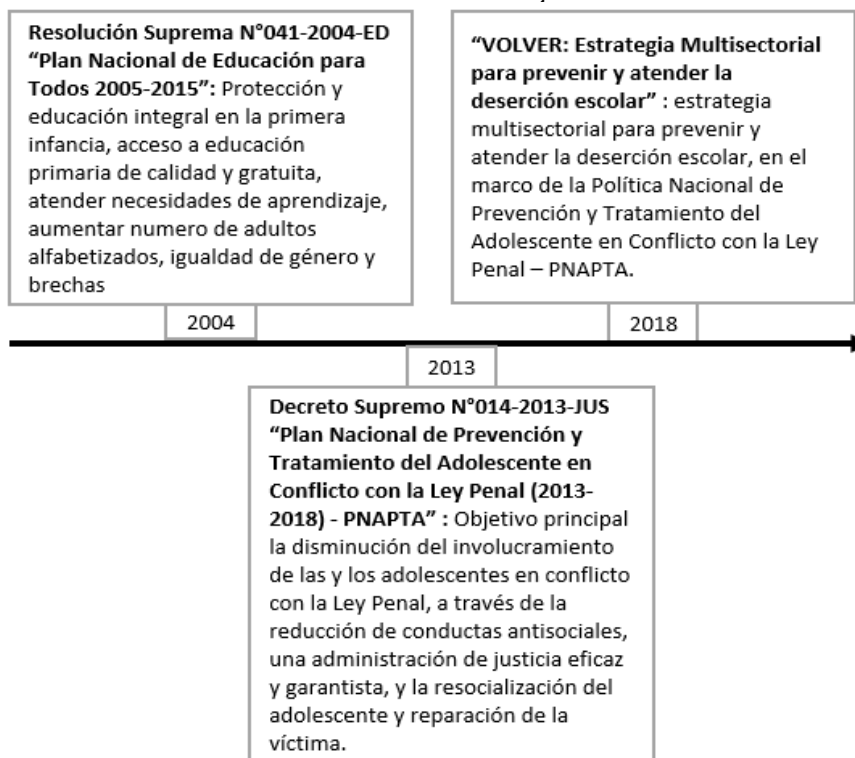 Resolución Suprema N°041-2004-ED
“Plan Nacional de Educación para
Todos 2005-2015”: Protección y
educación integral en la primera
infancia, acceso a educación
primaria de calidad y gratuita,
atender necesidades de aprendizaje,
aumentar numero de adultos
alfabetizados, igualdad de género y
brechas
2004
“VOLVER: Estrategia Multisectorial
para prevenir y atender la
deserción escolar” : estrategia
multisectorial para prevenir y
atender la deserción escolar, en el
marco de la Política Nacional de
Prevención y Tratamiento del
Adolescente en Conflicto con la Ley
Penal – PNAPTA.
2018
2013
Decreto Supremo N°014-2013-JUS
“Plan Nacional de Prevención y
Tratamiento del Adolescente en
Conflicto con la Ley Penal (2013-
2018) - PNAPTA” : Objetivo principal
la disminución del involucramiento
de las y los adolescentes en conflicto
con la Ley Penal, a través de la
reducción de conductas antisociales,
una administración de justicia eficaz
y garantista, y la resocialización del
adolescente y reparación de la
víctima.